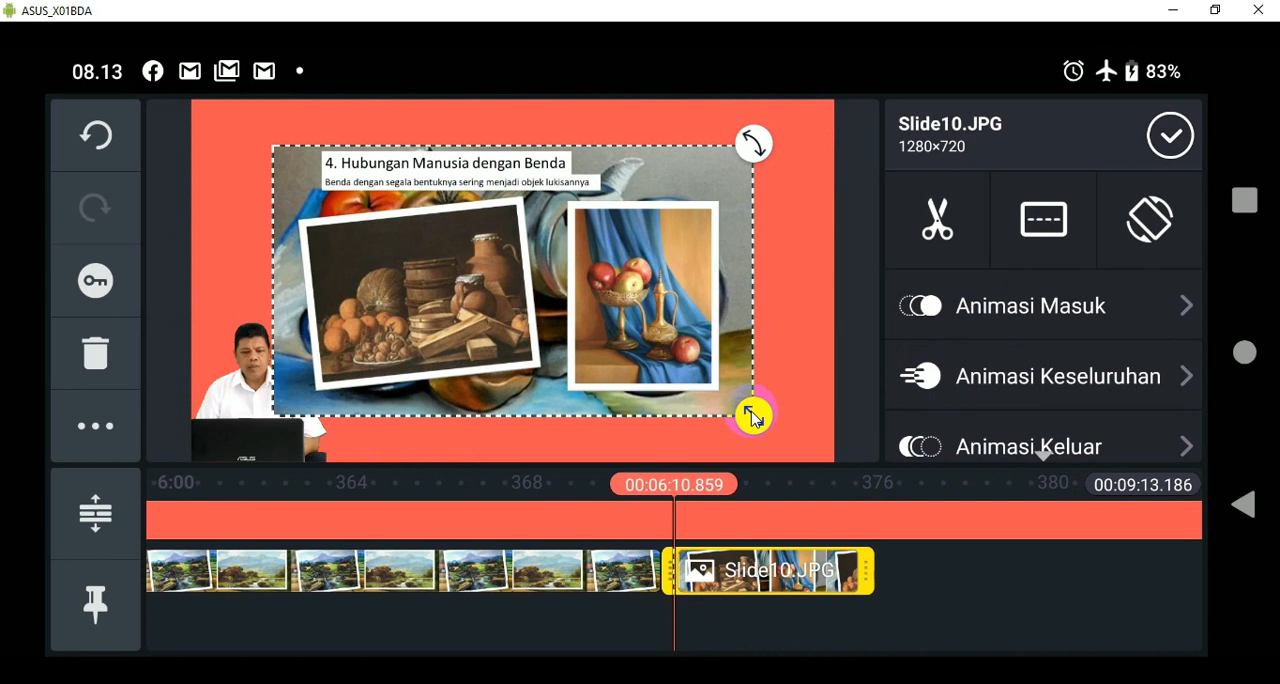 ASUS_X01BDA
08.13
83%
4. Hubungan Manusia dengan Benda
Benda dengan segala bentuknya sering menjadi objek lukisannya
Slide10.JPG
1280×720
Animasi Masuk
Animasi Keseluruhan
Animasi Keluar
6:00
364
368
00:06:10.859
376
380
00:09:13.186
Slide10.JPG